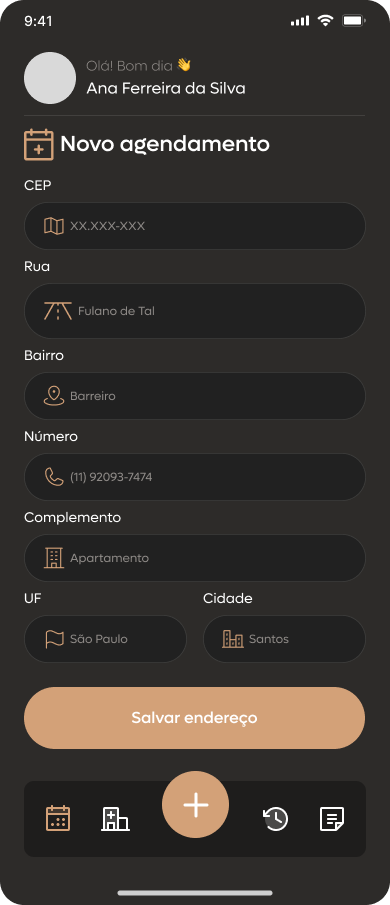 9:41
Olá! Bom dia 👋
Ana Ferreira da Silva
Novo agendamento
CEP
XX.XXX-XXX
Rua
Fulano de Tal
Bairro
Barreiro
Número
(11) 92093-7474
Complemento
Apartamento
UF Cidade
São Paulo Santos
Salvar endereço